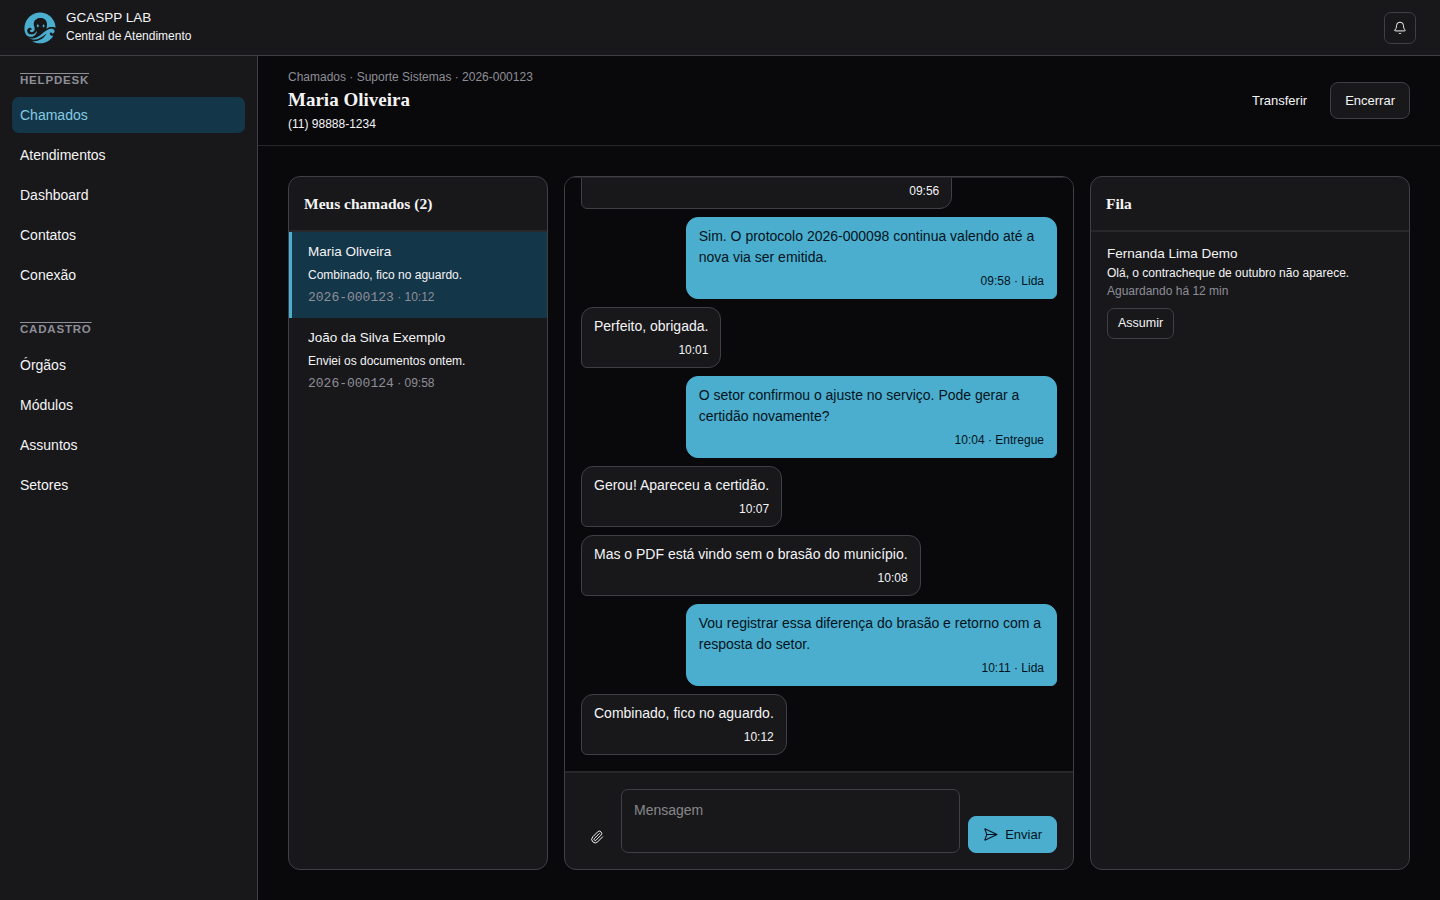 GCASPP LAB
Central de Atendimento
HELPDESK
Chamados
Atendimentos
Dashboard
Contatos
Conexão
CADASTRO
Órgãos
Módulos
Assuntos
Setores
Chamados · Suporte Sistemas · 2026-000123
Maria Oliveira
(11) 98888-1234
Transferir
Encerrar
Meus chamados (2)
Maria Oliveira
Combinado, fico no aguardo.
2026-000123 · 10:12
João da Silva Exemplo
Enviei os documentos ontem.
2026-000124 · 09:58
09:56
Sim. O protocolo 2026-000098 continua valendo até a
nova via ser emitida.
09:58 · Lida
Perfeito, obrigada.
10:01
O setor confirmou o ajuste no serviço. Pode gerar a
certidão novamente?
10:04 · Entregue
Gerou! Apareceu a certidão.
10:07
Mas o PDF está vindo sem o brasão do município.
10:08
Vou registrar essa diferença do brasão e retorno com a
resposta do setor.
10:11 · Lida
Combinado, fico no aguardo.
10:12
Mensagem
Enviar
Fila
Fernanda Lima Demo
Olá, o contracheque de outubro não aparece.
Aguardando há 12 min
Assumir